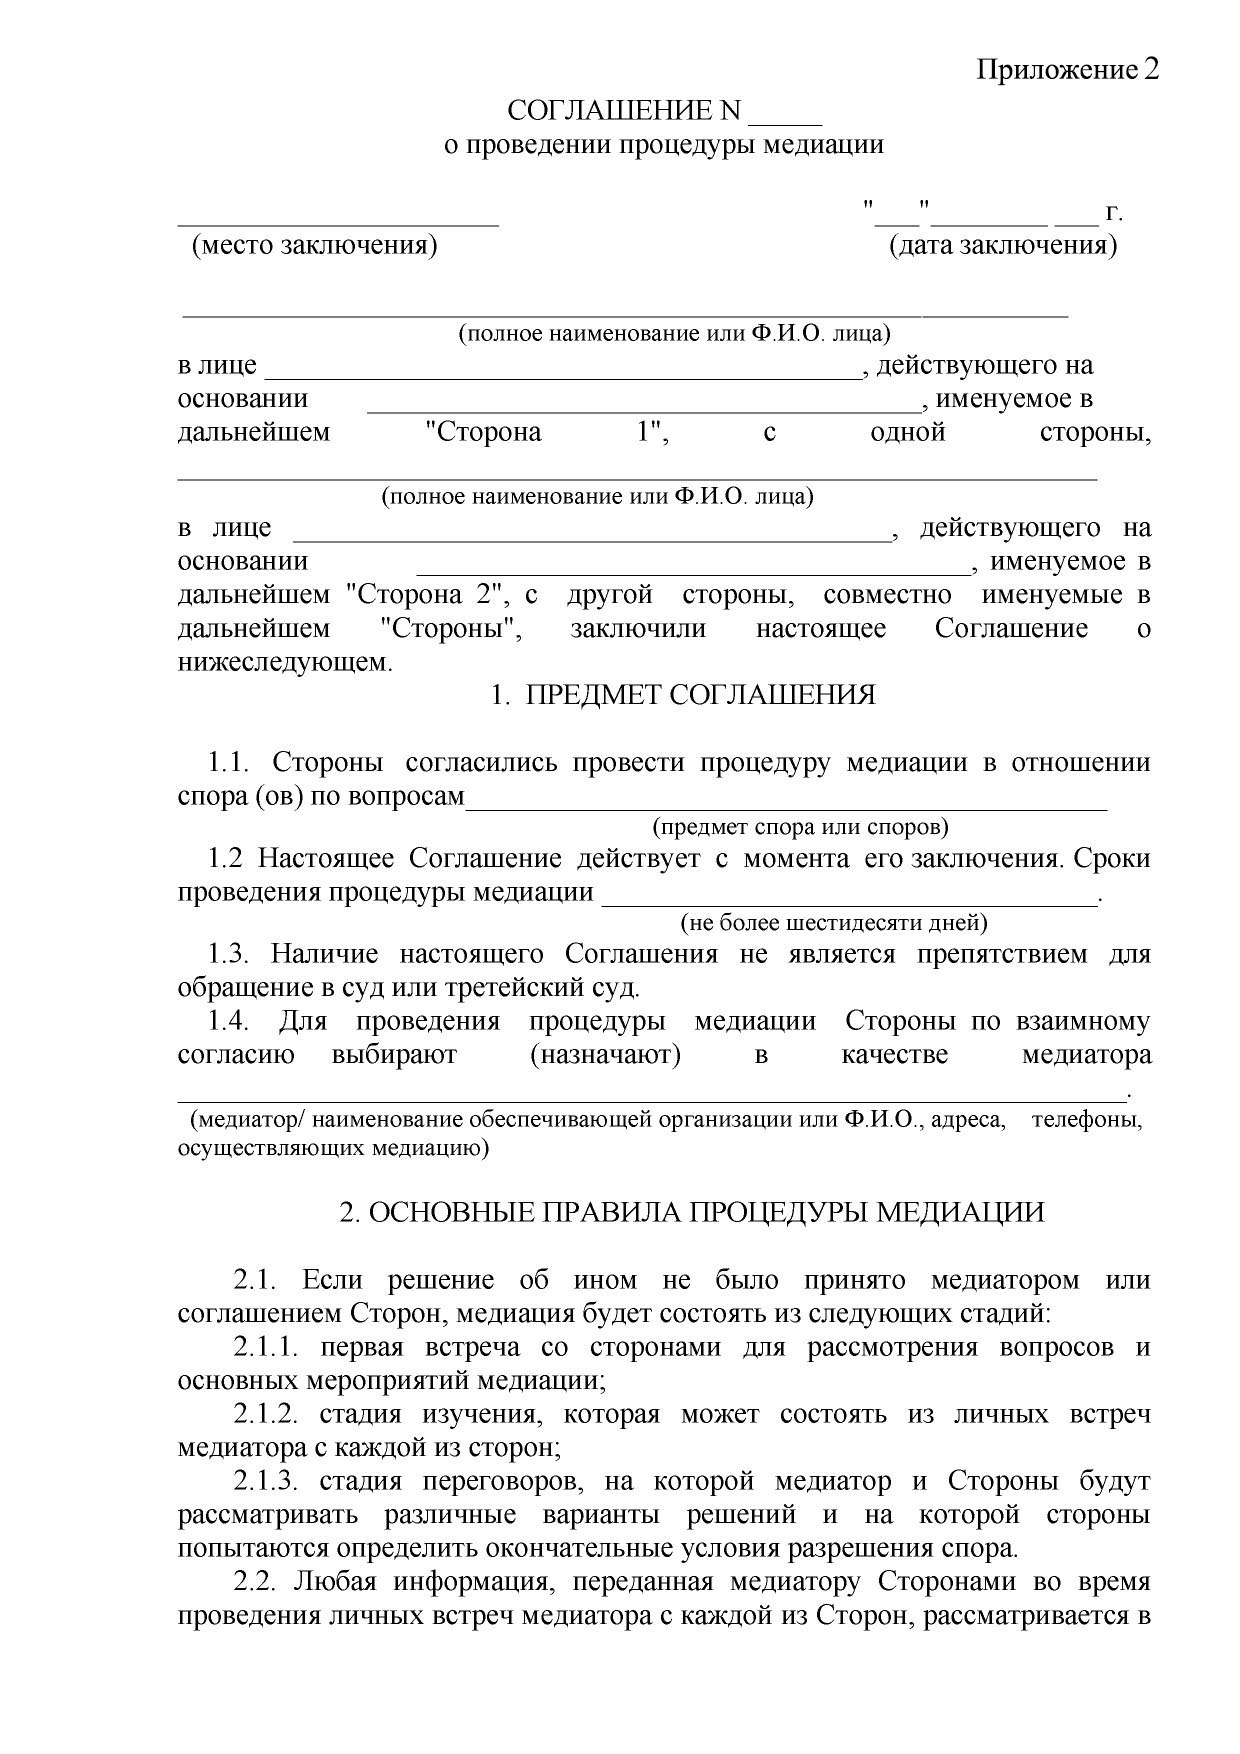 Приложение 2
СОГЛАШЕНИЕ N _____
о проведении процедуры медиации
______________________ "___" ________ ___ г.
(место заключения) (дата заключения)
_____________________________________________________________
(полное наименование или Ф.И.О. лица)
в лице _________________________________________, действующего на
основании ______________________________________, именуемое в
дальнейшем "Сторона 1", с одной стороны,
_______________________________________________________________
(полное наименование или Ф.И.О. лица)
в лице _________________________________________, действующего на
основании ______________________________________, именуемое в
дальнейшем "Сторона 2", с другой стороны, совместно именуемые в
дальнейшем "Стороны", заключили настоящее Соглашение о
нижеследующем.
1. ПРЕДМЕТ СОГЛАШЕНИЯ
1.1. Стороны согласились провести процедуру медиации в отношении
спора (ов) по вопросам____________________________________________
(предмет спора или споров)
1.2 Настоящее Соглашение действует с момента его заключения. Сроки
проведения процедуры медиации __________________________________.
(не более шестидесяти дней)
1.3. Наличие настоящего Соглашения не является препятствием для
обращение в суд или третейский суд.
1.4. Для проведения процедуры медиации Стороны по взаимному
согласию выбирают (назначают) в качестве медиатора
_________________________________________________________________.
(медиатор/ наименование обеспечивающей организации или Ф.И.О., адреса, телефоны,
осуществляющих медиацию)
2. ОСНОВНЫЕ ПРАВИЛА ПРОЦЕДУРЫ МЕДИАЦИИ
2.1. Если решение об ином не было принято медиатором или
соглашением Сторон, медиация будет состоять из следующих стадий:
2.1.1. первая встреча со сторонами для рассмотрения вопросов и
основных мероприятий медиации;
2.1.2. стадия изучения, которая может состоять из личных встреч
медиатора с каждой из сторон;
2.1.3. стадия переговоров, на которой медиатор и Стороны будут
рассматривать различные варианты решений и на которой стороны
попытаются определить окончательные условия разрешения спора.
2.2. Любая информация, переданная медиатору Сторонами во время
проведения личных встреч медиатора с каждой из Сторон, рассматривается в